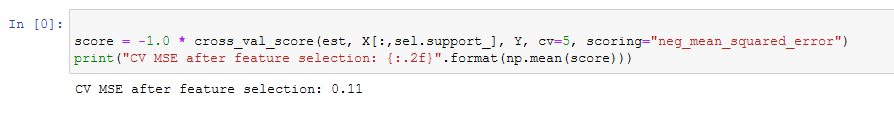 In [0]:
score = -1.0 * cross_val_score(est, X[:,sel.support_], Y, cv=5, scoring="neg_mean_squared_error")
print("CV MSE after feature selection: {:.2f}".format(np.mean(score)))
CV MSE after feature selection: 0.11